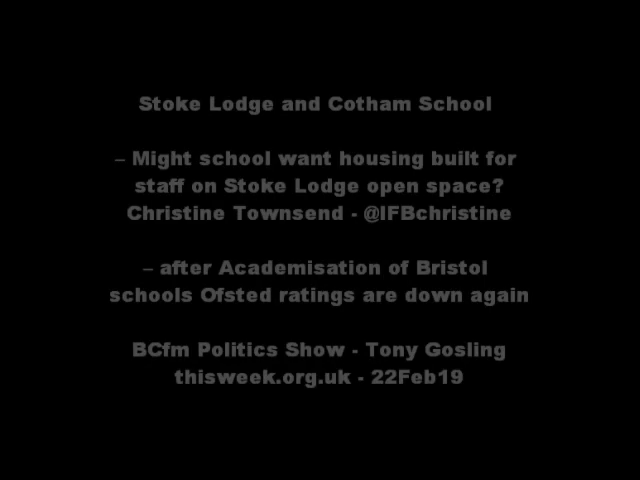 Stoke Lodge and Cotham School
– Might school want housing built for
staff on Stoke Lodge open space?
Christine Townsend - @IFBchristine
– after Academisation of Bristol
schools Ofsted ratings are down again
BCfm Politics Show - Tony Gosling
thisweek.org.uk - 22Feb19